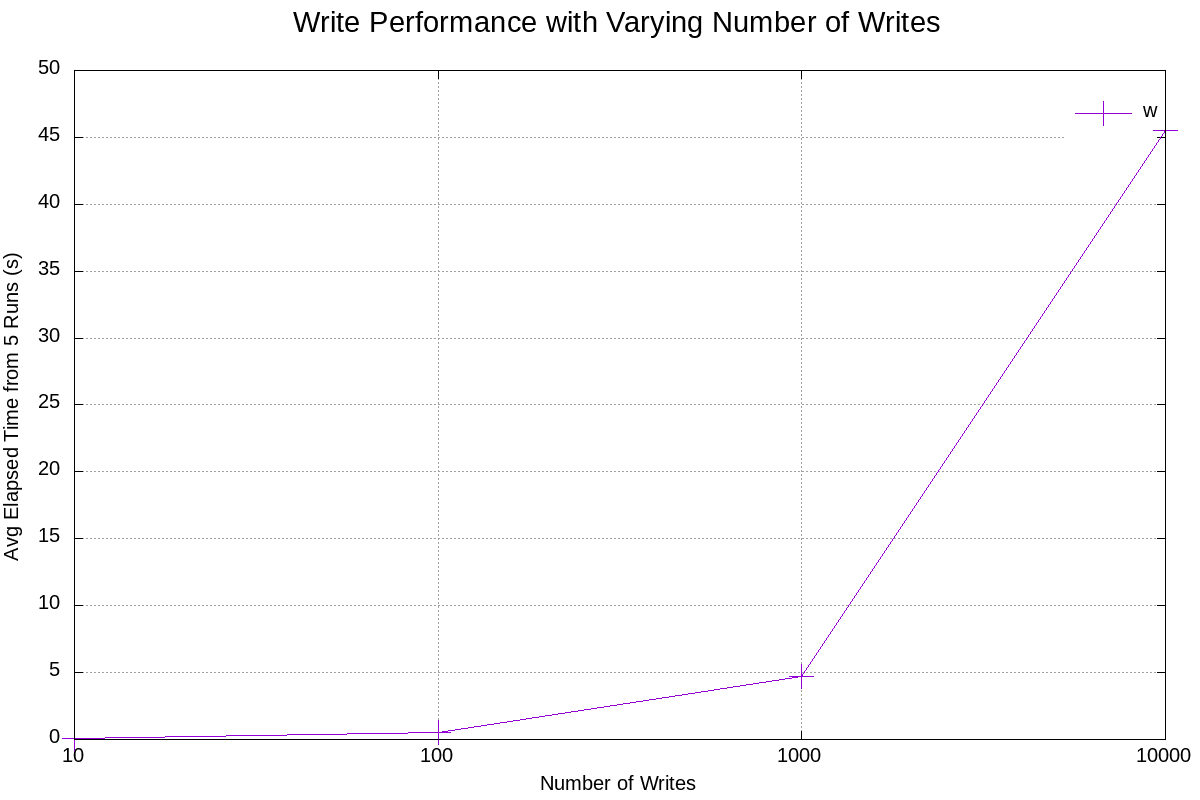 Write Performance with Varying Number of Writes
50
w
45
40
35
30
25
20
15
10
5
0
Avg Elapsed Time from 5 Runs (s)
10 100 1000 10000
Number of Writes